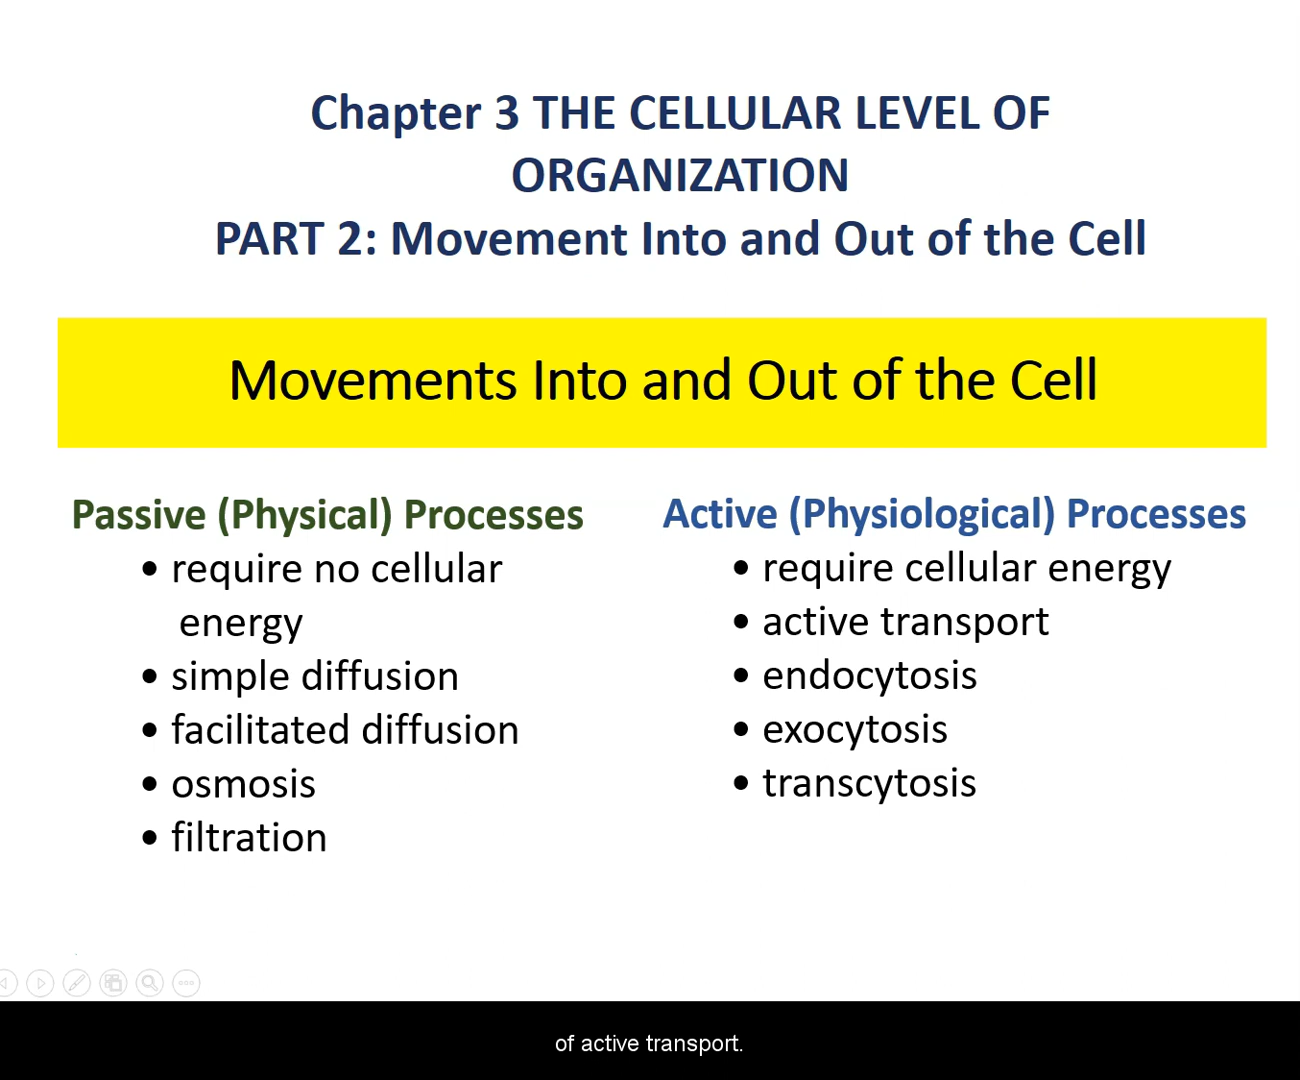 Chapter 3 THE CELLULAR LEVEL OF
ORGANIZATION
PART 2: Movement Into and Out of the Cell
Movements Into and Out of the Cell
Passive (Physical) Processes
• require no cellular
energy
• simple diffusion
• facilitated diffusion
• osmosis
• filtration
Active (Physiological) Processes
• require cellular energy
• active transport
• endocytosis
• exocytosis
• transcytosis
of active transport.